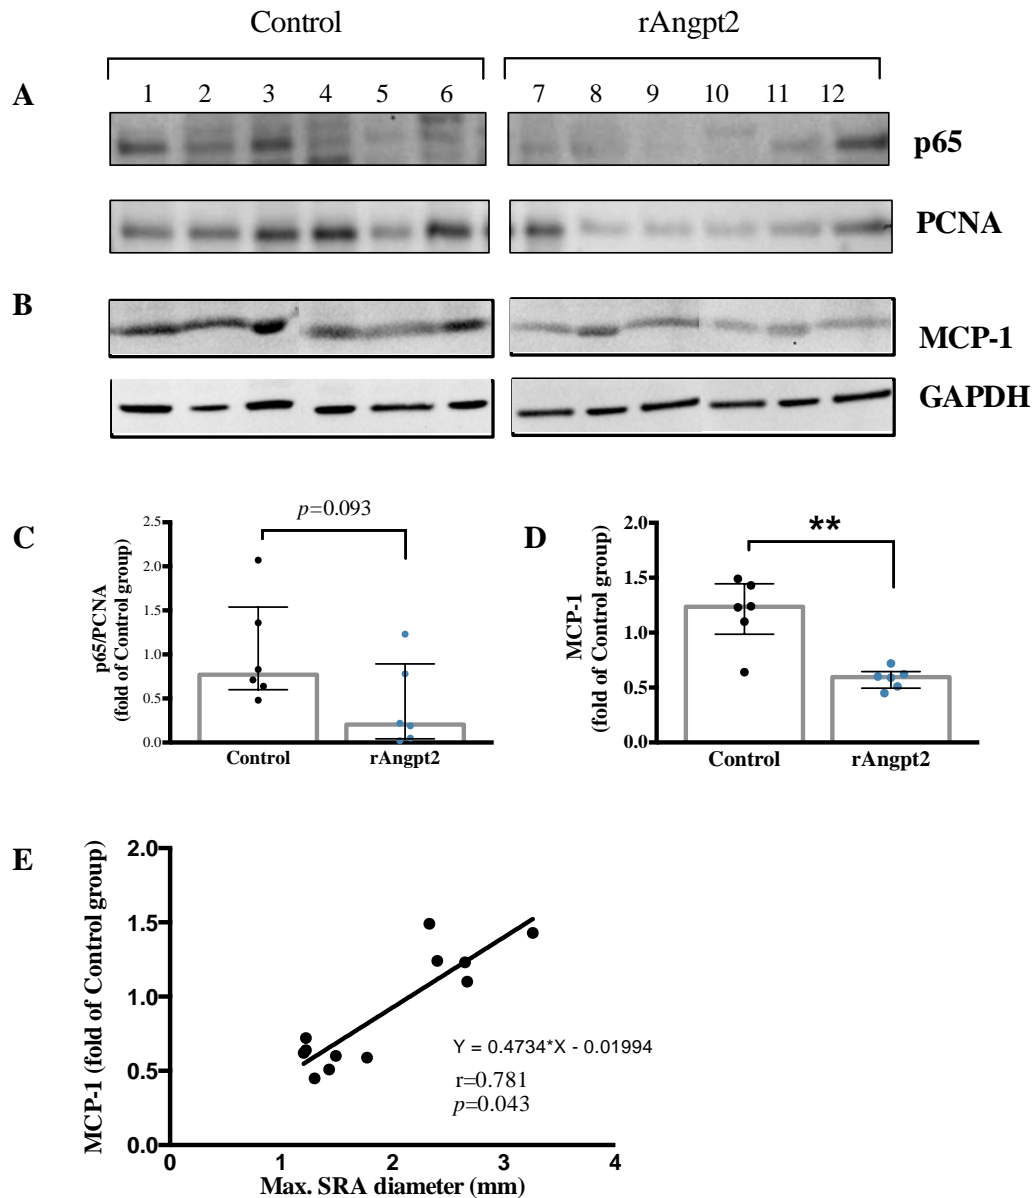 Control rAngpt2
A 1 2 3 4 5 6 7 8 9 10 11 12
p65
PCNA
B
MCP-1
GAPDH
C
p=0.093
p65/PCNA
(fold of Control group)
2.5
2.0
1.5
1.0
0.5
0.0
Control rAngpt2
D
**
MCP-1
(fold of Control group)
2.0
1.5
1.0
0.5
0.0
Control rAngpt2
E
MCP-1 (fold of Control group)
2.0
1.5
1.0
0.5
0.0
Y = 0.4734*X - 0.01994
r=0.781
p=0.043
0 1 2 3 4
Max. SRA diameter (mm)